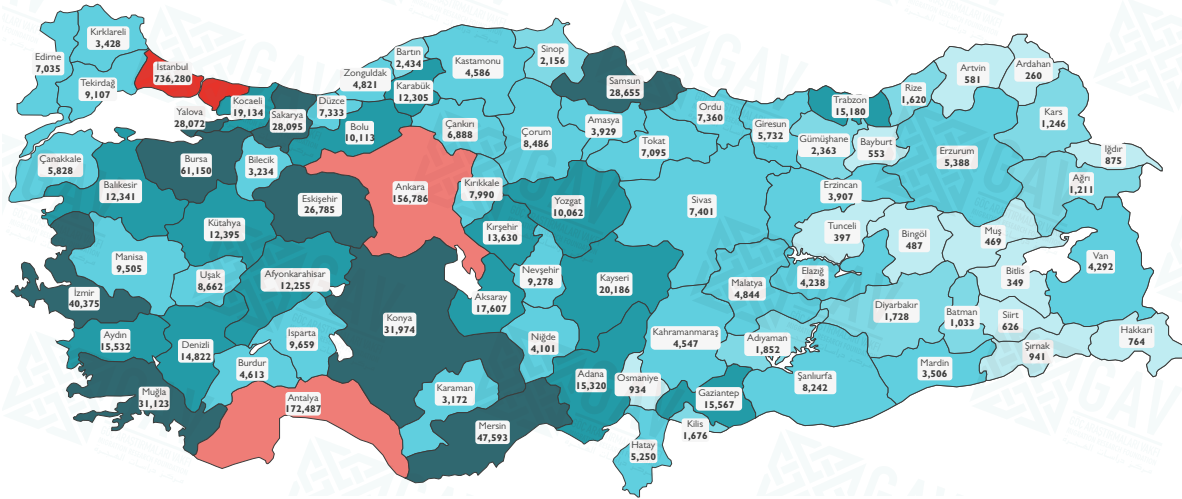 Kırklareli
3,428
Edirne
7,035
Tekirdağ
9,107
Istanbul
736,280
Kocaeli
19,134
Yalova
28,072
Sakarya
28,095
Düzce
7,333
Zonguldak
4,821
Bartın
2,434
Karabük
12,305
Kastamonu
4,586
Sinop
2,156
Samsun
28,655
Bolu
10,113
Çankırı
6,888
Çorum
8,486
Amasya
3,929
Tokat
7,095
Ordu
7,360
Giresun
5,732
Trabzon
15,180
Gümüşhane
2,363
Bayburt
553
Rize
1,620
Artvin
581
Ardahan
260
Kars
1,246
Iğdır
875
Ağrı
1,211
Erzurum
5,388
Erzincan
3,907
Çanakkale
5,828
Balıkesir
12,341
Bursa
61,150
Bilecik
3,234
Eskişehir
26,785
Ankara
156,786
Kırıkkale
7,990
Kırşehir
13,630
Yozgat
10,062
Sivas
7,401
Tunceli
397
Bingöl
487
Muş
469
Bitlis
349
Van
4,292
Kütahya
12,395
Manisa
9,505
Uşak
8,662
Afyonkarahisar
12,255
İzmir
40,375
Aydın
15,532
Denizli
14,822
Burdur
4,613
Isparta
9,659
Konya
31,974
Aksaray
17,607
Nevşehir
9,278
Niğde
4,101
Kayseri
20,186
Malatya
4,844
Elazığ
4,238
Diyarbakır
1,728
Batman
1,033
Siirt
626
Şırnak
941
Hakkari
764
Mardin
3,506
Şanlıurfa
8,242
Adıyaman
1,852
Kahramanmaraş
4,547
Gaziantep
15,567
Kilis
1,676
Osmaniye
934
Hatay
5,250
Adana
15,320
Mersin
47,593
Karaman
3,172
Antalya
172,487
Muğla
31,123